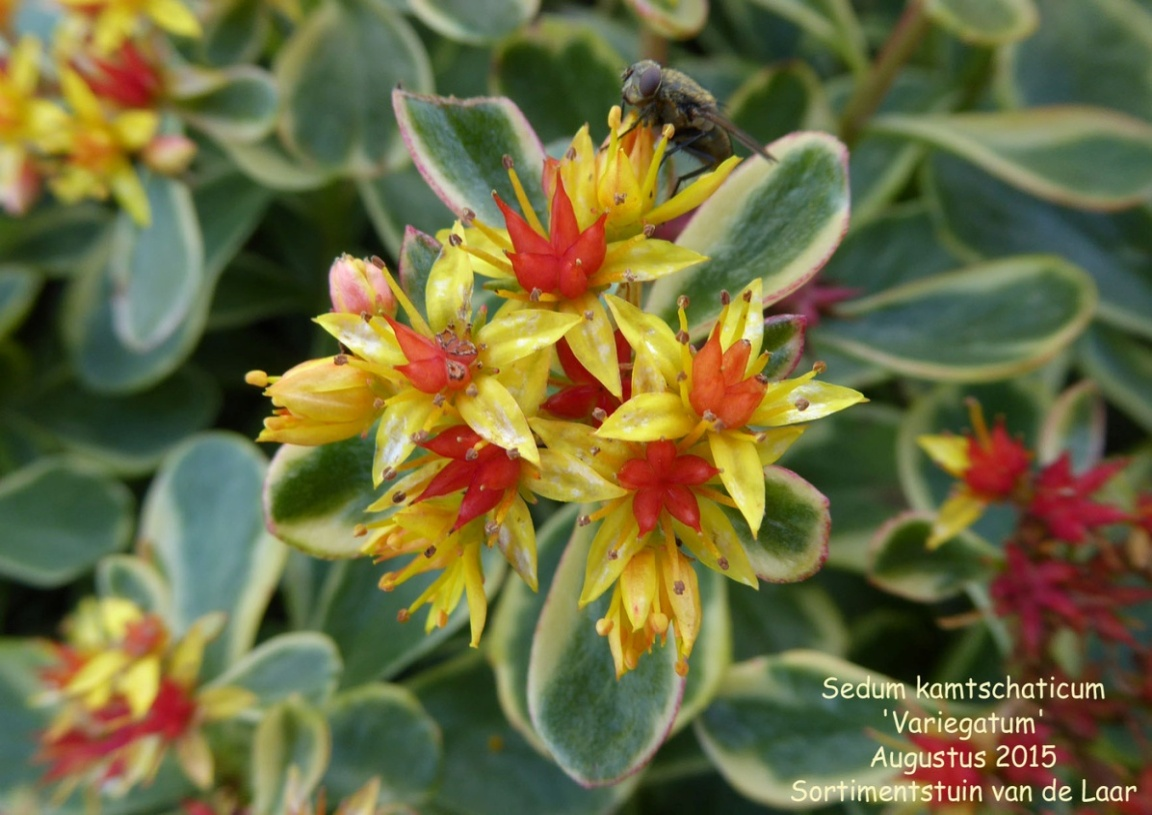 Sedum kamtschaticum
'Variegatum'
Augustus 2015
Sortimentstuin van de Laar